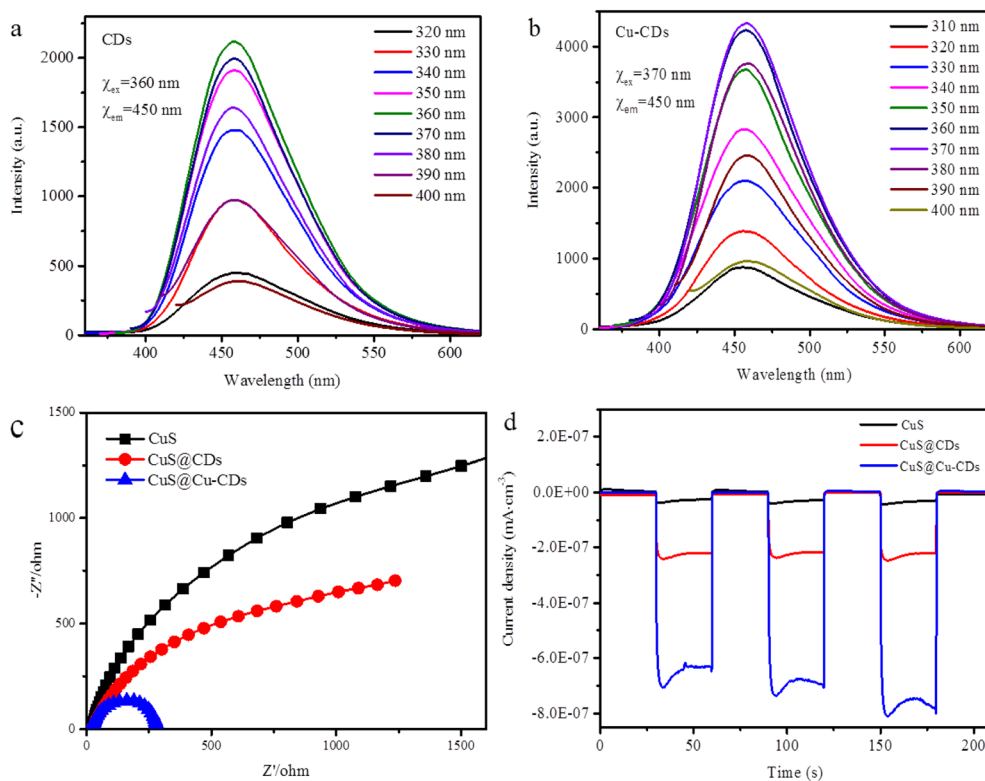 a
CDs
χex=360 nm
χem=450 nm
320 nm
330 nm
340 nm
350 nm
360 nm
370 nm
380 nm
390 nm
400 nm
Intensity (a.u.)
2000
1750
1500
1250
1000
750
500
250
0
400 450 500 550 600
Wavelength (nm)
b
Cu-CDs
χex=370 nm
χem=450 nm
310 nm
320 nm
330 nm
340 nm
350 nm
360 nm
370 nm
380 nm
390 nm
400 nm
Intensity (a.u.)
4000
3000
2000
1000
0
400 450 500 550 600
Wavelength (nm)
c
CuS
CuS@CDs
CuS@Cu-CDs
-Z''/ohm
1500
1000
500
0
0 500 1000 1500
Z'/ohm
d
CuS
CuS@CDs
CuS@Cu-CDs
Current density (mA·cm-3)
2.0E-07
0.0E+00
-2.0E-07
-4.0E-07
-6.0E-07
-8.0E-07
0 50 100 150 200
Time (s)